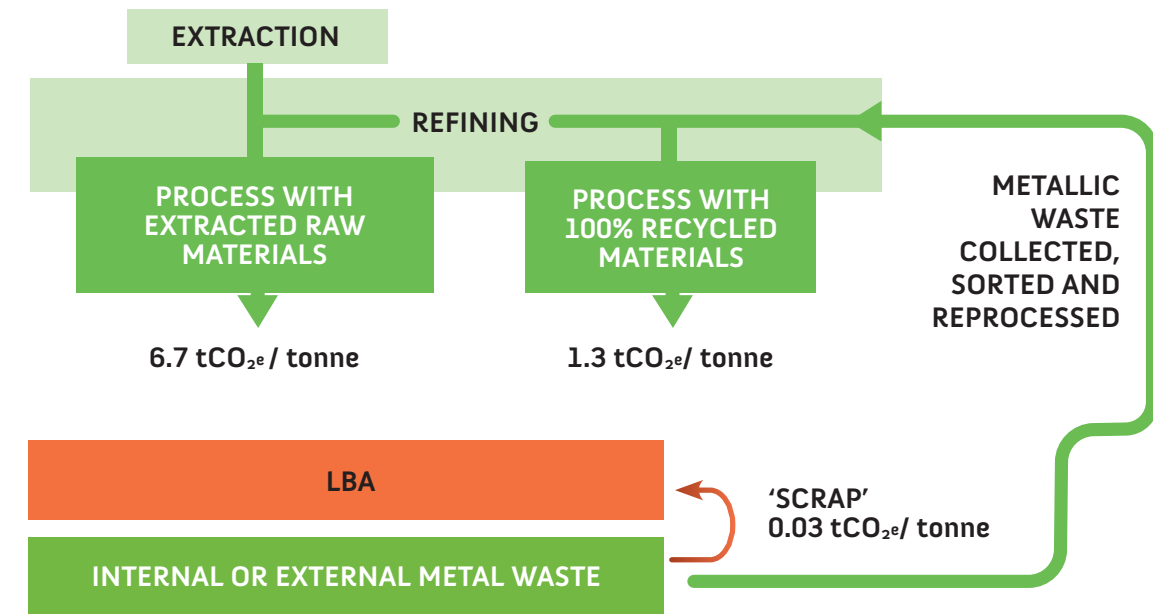 EXTRACTION
REFINING
PROCESS WITH
EXTRACTED RAW
MATERIALS
PROCESS WITH
100% RECYCLED
MATERIALS
METALLIC
WASTE
COLLECTED,
SORTED AND
REPROCESSED
6.7 tCO₂ᵉ / tonne
1.3 tCO₂ᵉ/ tonne
LBA
‘SCRAP’
0.03 tCO₂ᵉ/ tonne
INTERNAL OR EXTERNAL METAL WASTE